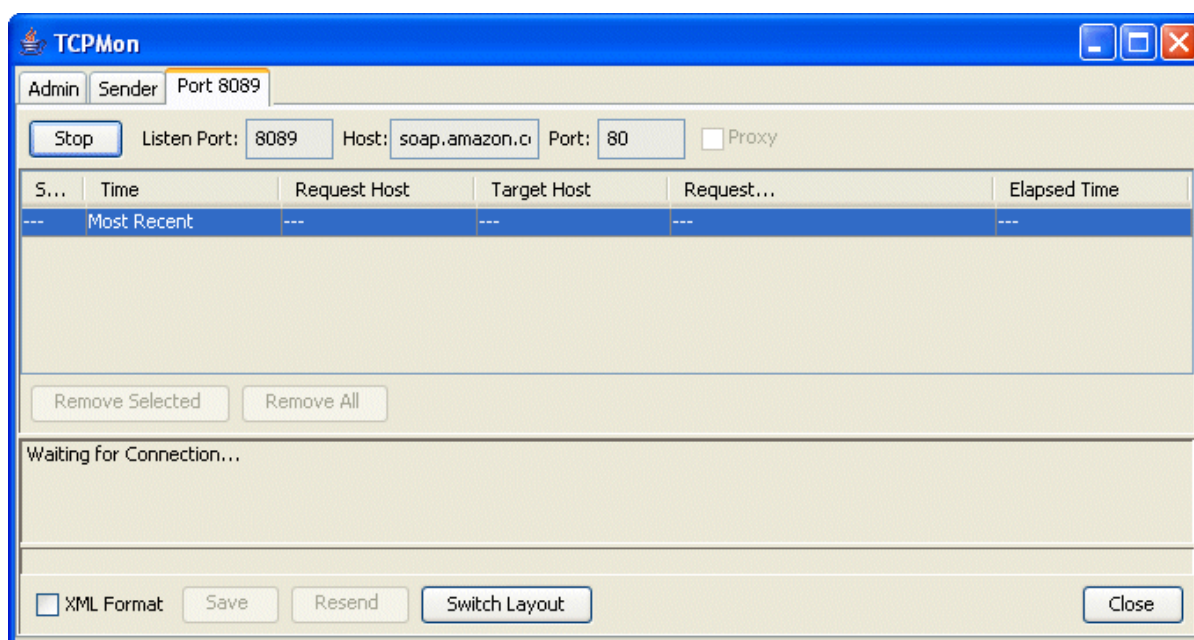 TCPMon
Admin Sender Port 8089
Stop Listen Port: 8089 Host: soap.amazon.c Port: 80 Proxy
S... Time Request Host Target Host Request... Elapsed Time
--- Most Recent --- --- --- ---
Remove Selected Remove All
Waiting for Connection...
XML Format Save Resend Switch Layout Close